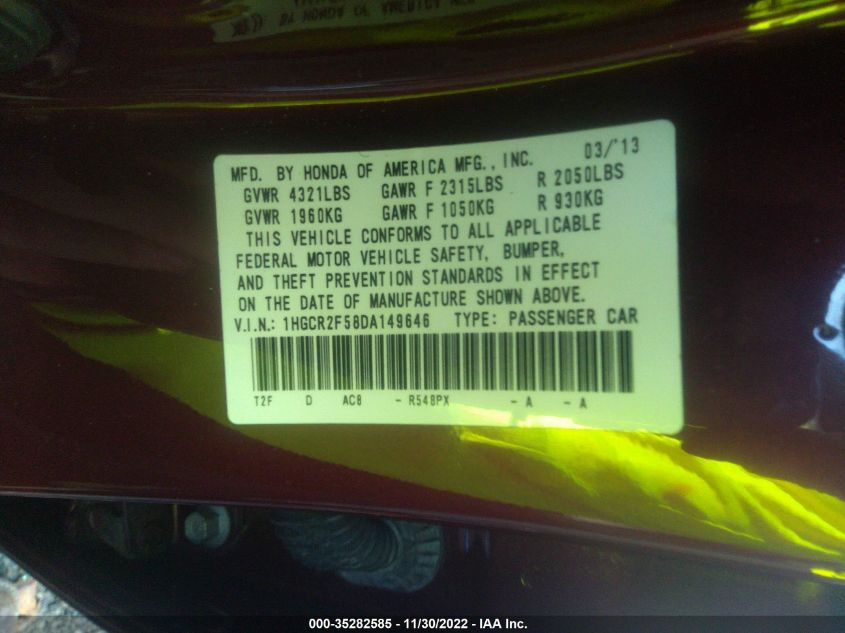 MFD. BY HONDA OF AMERICA MFG., INC. 03/'13
GVWR 4321LBS GAWR F 2315LBS R 2050LBS
GVWR 1960KG GAWR F 1050KG R 930KG
THIS VEHICLE CONFORMS TO ALL APPLICABLE
FEDERAL MOTOR VEHICLE SAFETY, BUMPER,
AND THEFT PREVENTION STANDARDS IN EFFECT
ON THE DATE OF MANUFACTURE SHOWN ABOVE.
V.I.N.: 1HGCR2F58DA149646 TYPE: PASSENGER CAR
T2F D AC8 - R548PX - A - A
000-35282585 - 11/30/2022 - IAA Inc.